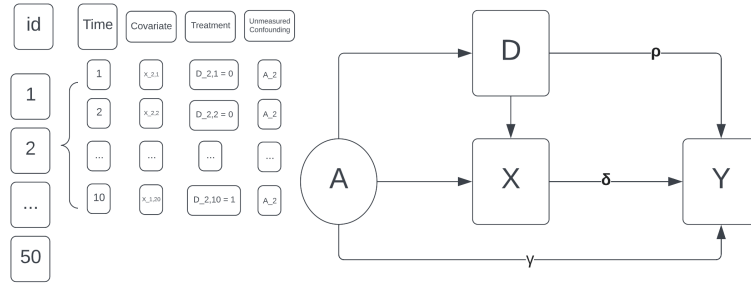 id
Time
Covariate
Treatment
Unmeasured
Confounding
1
2
...
50
1
X_2,1
D_2,1 = 0
A_2
2
X_2,2
D_2,2 = 0
A_2
...
...
...
...
10
X_1,20
D_2,10 = 1
A_2
D
ρ
A
X
δ
Y
γ